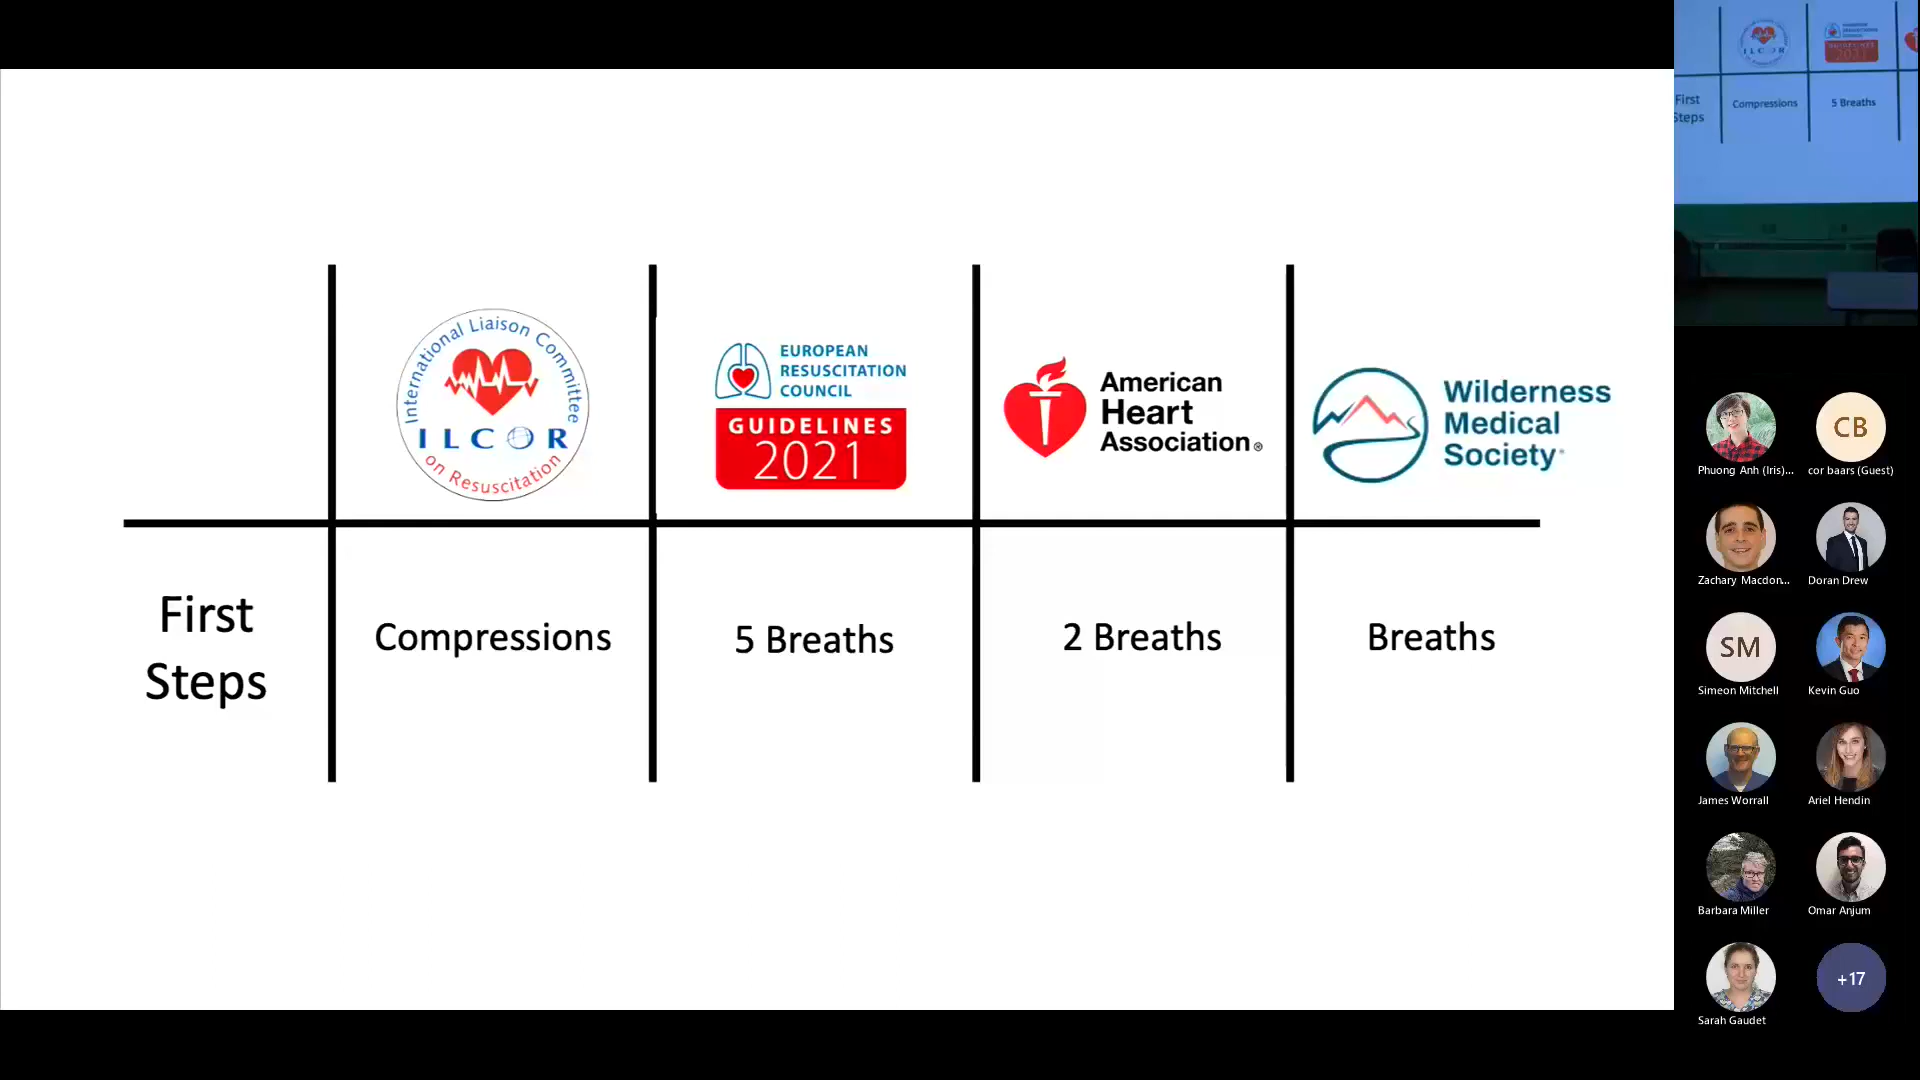 International Liaison Committee
ILCOR
on Resuscitation
EUROPEAN
RESUSCITATION
COUNCIL
GUIDELINES
2021
American
Heart
Association®
Wilderness
Medical
Society
First
Steps
Compressions
5 Breaths
2 Breaths
Breaths
ILCOR
2021
First
Steps
Compressions
5 Breaths
Phuong Anh (Iris)...
CB
cor baars (Guest)
Zachary Macdon...
Doran Drew
SM
Simeon Mitchell
Kevin Guo
James Worrall
Ariel Hendin
Barbara Miller
Omar Anjum
Sarah Gaudet
+17